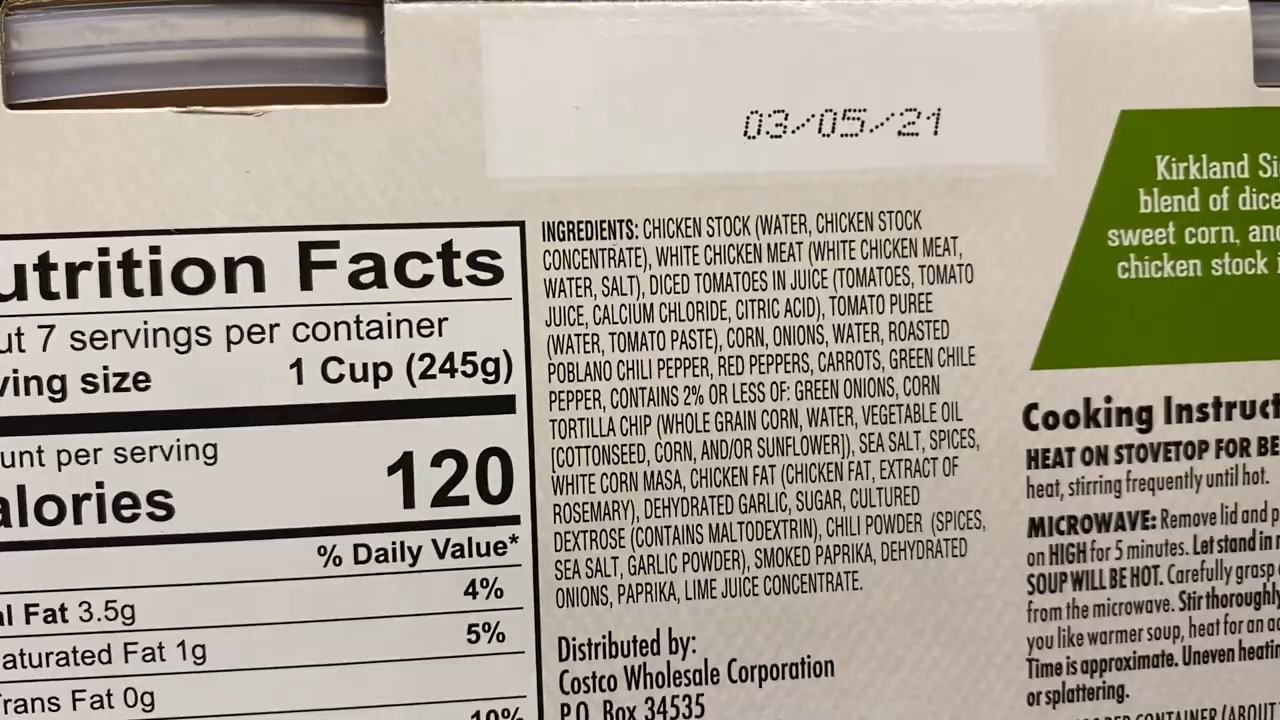 03/05/21
utrition Facts
ut 7 servings per container
ving size 1 Cup (245g)
unt per serving
alories 120
% Daily Value*
al Fat 3.5g 4%
aturated Fat 1g 5%
rans Fat 0g
10%
INGREDIENTS: CHICKEN STOCK (WATER, CHICKEN STOCK
CONCENTRATE), WHITE CHICKEN MEAT (WHITE CHICKEN MEAT,
WATER, SALT), DICED TOMATOES IN JUICE (TOMATOES, TOMATO
JUICE, CALCIUM CHLORIDE, CITRIC ACID), TOMATO PUREE
(WATER, TOMATO PASTE), CORN, ONIONS, WATER, ROASTED
POBLANO CHILI PEPPER, RED PEPPERS, CARROTS, GREEN CHILE
PEPPER, CONTAINS 2% OR LESS OF: GREEN ONIONS, CORN
TORTILLA CHIP (WHOLE GRAIN CORN, WATER, VEGETABLE OIL
[COTTONSEED, CORN, AND/OR SUNFLOWER]), SEA SALT, SPICES,
WHITE CORN MASA, CHICKEN FAT (CHICKEN FAT, EXTRACT OF
ROSEMARY), DEHYDRATED GARLIC, SUGAR, CULTURED
DEXTROSE (CONTAINS MALTODEXTRIN), CHILI POWDER (SPICES,
SEA SALT, GARLIC POWDER), SMOKED PAPRIKA, DEHYDRATED
ONIONS, PAPRIKA, LIME JUICE CONCENTRATE.
Distributed by:
Costco Wholesale Corporation
P.O. Box 34535
Kirkland Si
blend of dice
sweet corn, and
chicken stock i
Cooking Instruct
HEAT ON STOVETOP FOR BE
heat, stirring frequently until hot.
MICROWAVE: Remove lid and p
on HIGH for 5 minutes. Let stand in
SOUP WILL BE HOT. Carefully grasp
from the microwave. Stir thoroughly
you like warmer soup, heat for an ad
Time is approximate. Uneven heatin
or splattering.
PER CONTAINER (ABOUT